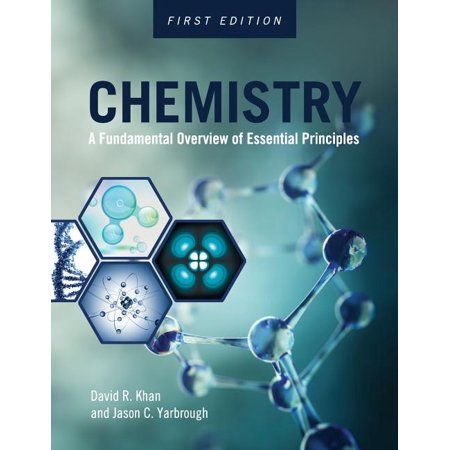 FIRST EDITION
CHEMISTRY
A Fundamental Overview of Essential Principles
David R. Khan
and Jason C. Yarbrough